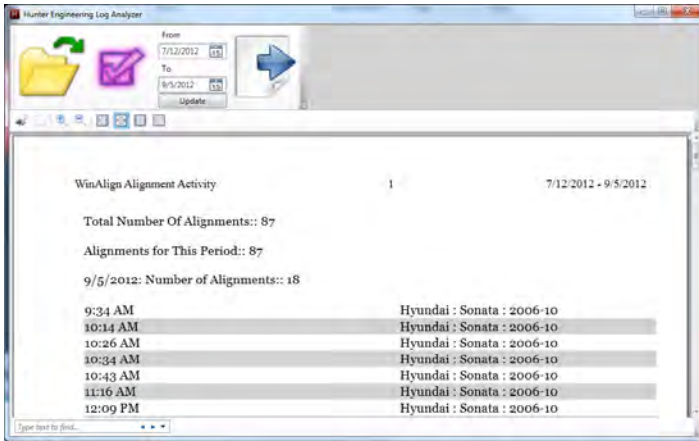 Hunter Engineering Log Analyzer
From
7/12/2012 15
To
9/5/2012 15
Update
WinAlign Alignment Activity 1 7/12/2012 - 9/5/2012
Total Number Of Alignments:: 87
Alignments for This Period:: 87
9/5/2012: Number of Alignments:: 18
9:34 AM Hyundai : Sonata : 2006-10
10:14 AM Hyundai : Sonata : 2006-10
10:26 AM Hyundai : Sonata : 2006-10
10:34 AM Hyundai : Sonata : 2006-10
10:43 AM Hyundai : Sonata : 2006-10
11:16 AM Hyundai : Sonata : 2006-10
12:09 PM Hyundai : Sonata : 2006-10
Type text to find...